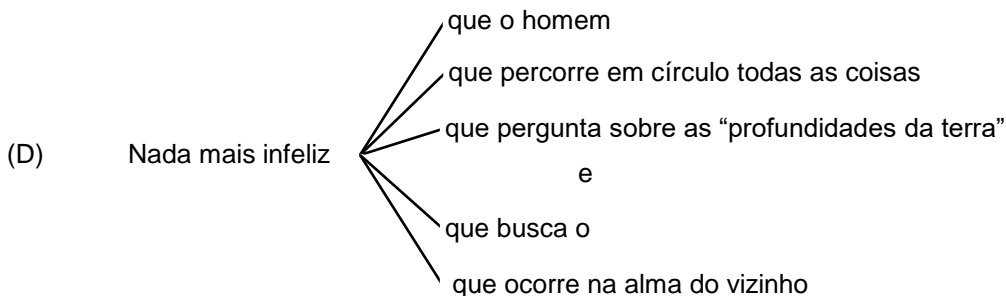 que o homem
que percorre em círculo todas as coisas
que pergunta sobre as “profundidades da terra”
(D) Nada mais infeliz
e
que busca o
que ocorre na alma do vizinho